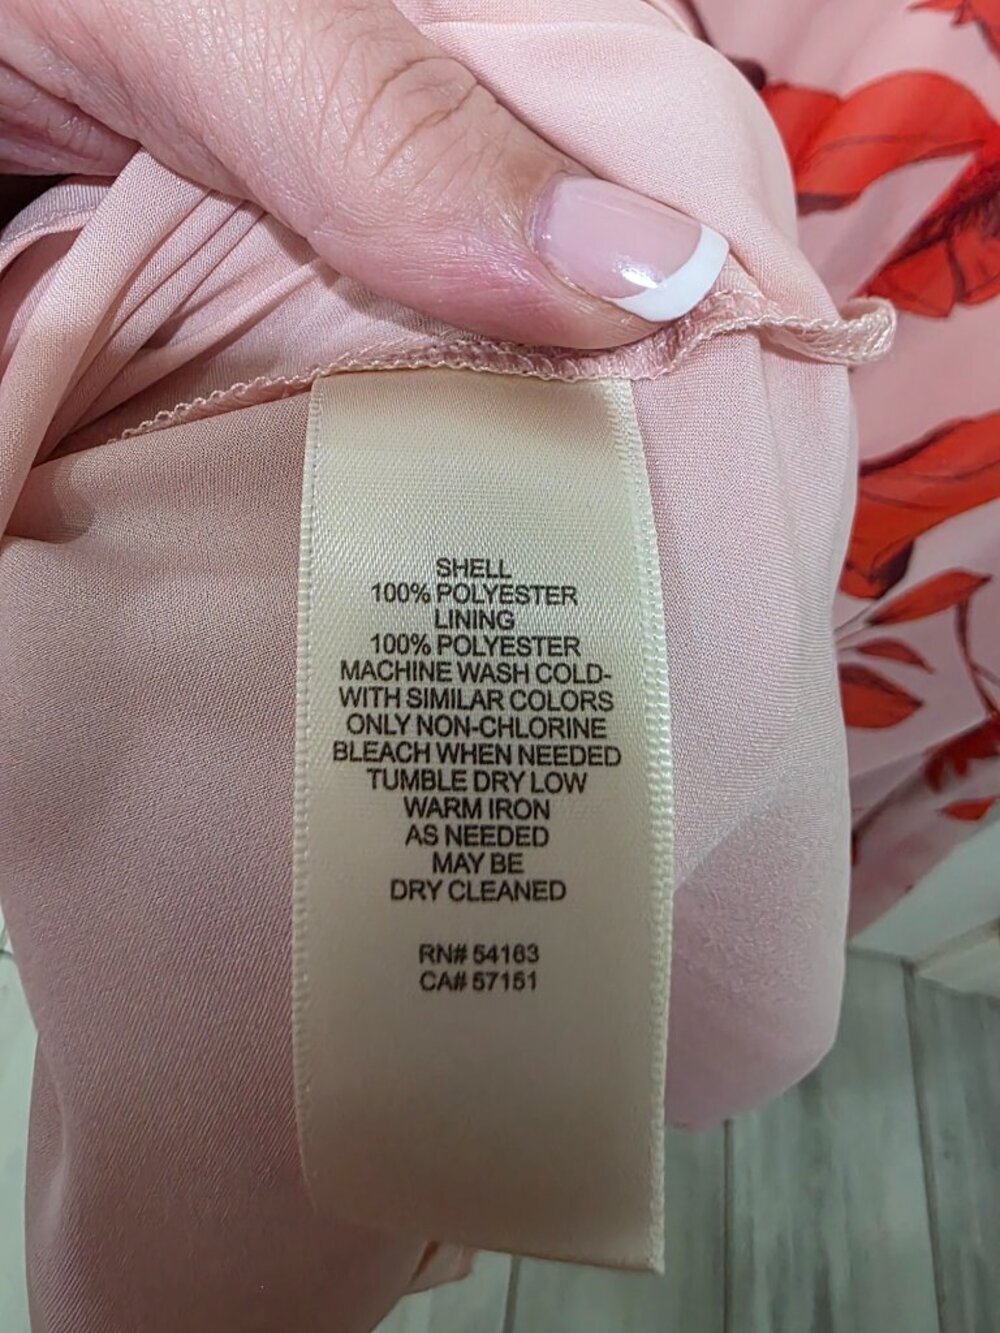 SHELL
100% POLYESTER
LINING
100% POLYESTER
MACHINE WASH COLD-
WITH SIMILAR COLORS
ONLY NON-CHLORINE
BLEACH WHEN NEEDED
TUMBLE DRY LOW
WARM IRON
AS NEEDED
MAY BE
DRY CLEANED
RN# 54163
CA# 57151